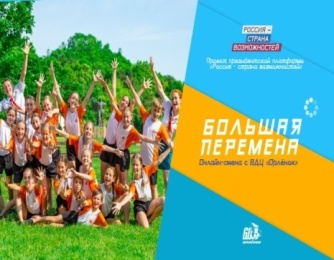 РОССИЯ –
СТРАНА
ВОЗМОЖНОСТЕЙ
Проект президентской платформы
«Россия - страна возможностей»
БОЛЬШАЯ
ПЕРЕМЕНА
Онлайн-смена с ВДЦ «Орлёнок»